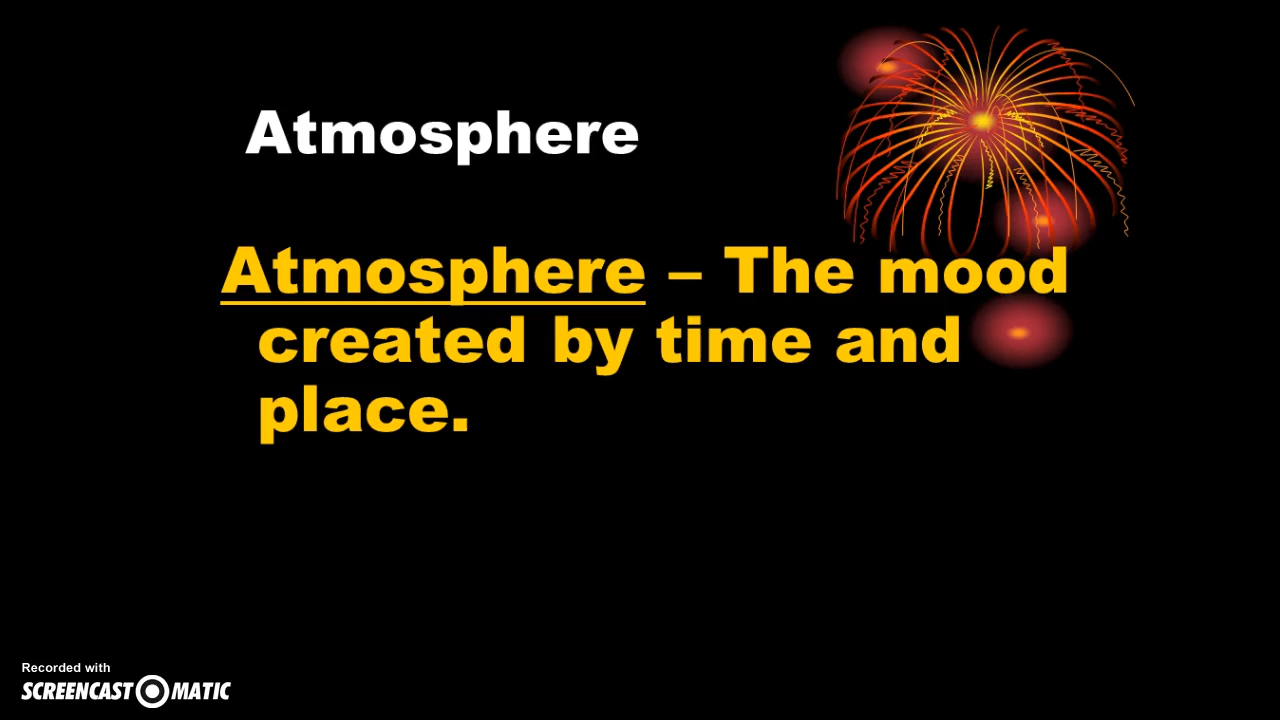 Atmosphere
Atmosphere – The mood
created by time and
place.
Recorded with
SCREENCAST MATIC